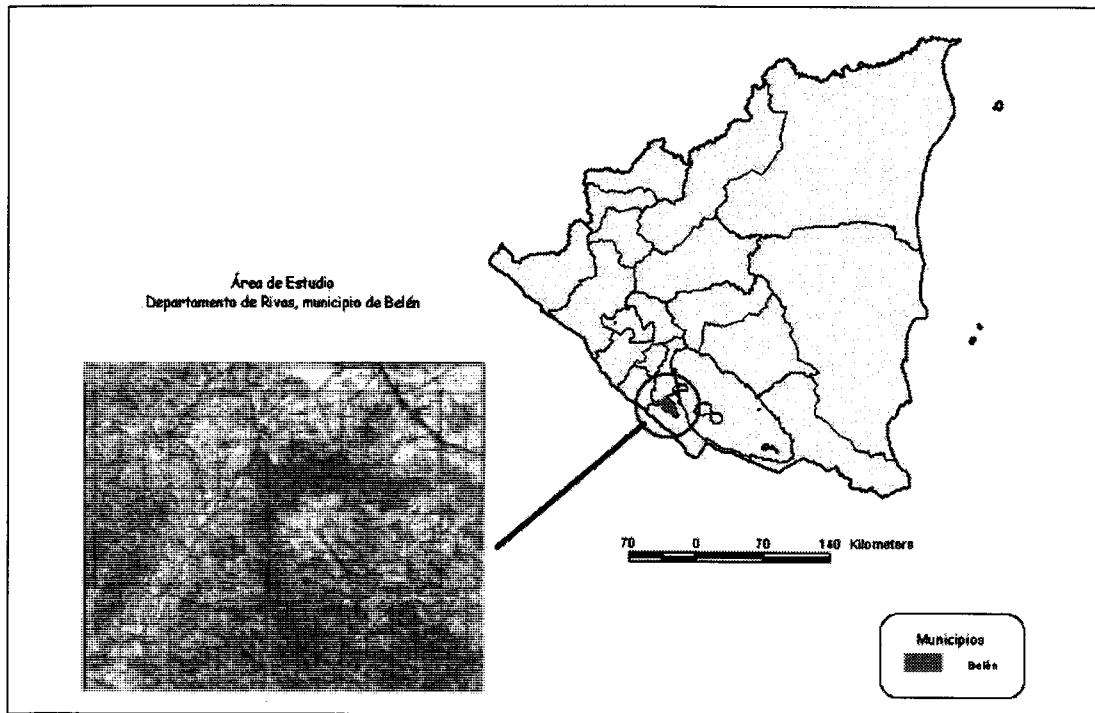 Área de Estudio
Departamento de Rivas, municipio de Belén
70 0 70 140 Kilometers
Municipios
Belén